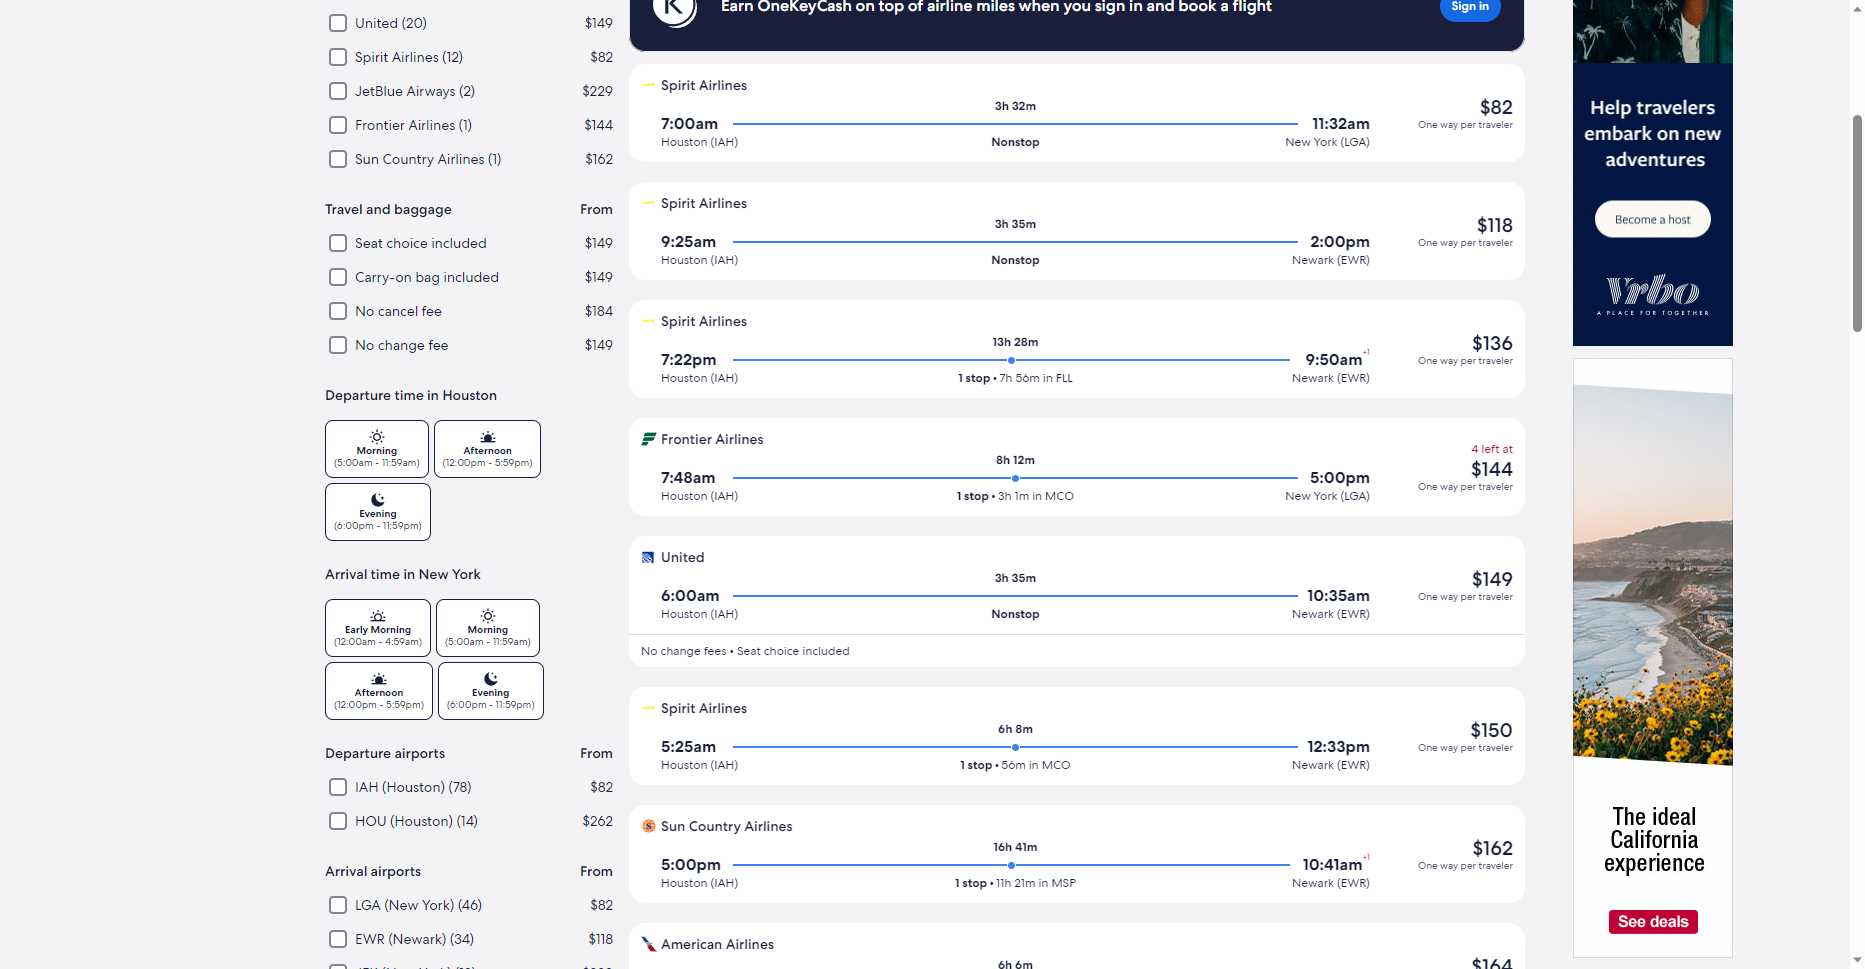 United (20) $149
Spirit Airlines (12) $82
JetBlue Airways (2) $229
Frontier Airlines (1) $144
Sun Country Airlines (1) $162
Travel and baggage From
Seat choice included $149
Carry-on bag included $149
No cancel fee $184
No change fee $149
Departure time in Houston
Morning
(5:00am - 11:59am)
Afternoon
(12:00pm - 5:59pm)
Evening
(6:00pm - 11:59pm)
Arrival time in New York
Early Morning
(12:00am - 4:59am)
Morning
(5:00am - 11:59am)
Afternoon
(12:00pm - 5:59pm)
Evening
(6:00pm - 11:59pm)
Departure airports From
IAH (Houston) (78) $82
HOU (Houston) (14) $262
Arrival airports From
LGA (New York) (46) $82
EWR (Newark) (34) $118
K Earn OneKeyCash on top of airline miles when you sign in and book a flight Sign in
Spirit Airlines
3h 32m
$82
7:00am 11:32am
One way per traveler
Houston (IAH) Nonstop New York (LGA)
Spirit Airlines
3h 35m
$118
9:25am 2:00pm
One way per traveler
Houston (IAH) Nonstop Newark (EWR)
Spirit Airlines
13h 28m
$136
7:22pm 9:50am +1
One way per traveler
Houston (IAH) 1 stop • 7h 56m in FLL Newark (EWR)
Frontier Airlines
4 left at
8h 12m
$144
7:48am 5:00pm
One way per traveler
Houston (IAH) 1 stop • 3h 1m in MCO New York (LGA)
United
3h 35m
$149
6:00am 10:35am
One way per traveler
Houston (IAH) Nonstop Newark (EWR)
No change fees • Seat choice included
Spirit Airlines
6h 8m
$150
5:25am 12:33pm
One way per traveler
Houston (IAH) 1 stop • 56m in MCO Newark (EWR)
S Sun Country Airlines
16h 41m
$162
5:00pm 10:41am +1
One way per traveler
Houston (IAH) 1 stop • 11h 21m in MSP Newark (EWR)
American Airlines
6h 6m
$164
Help travelers
embark on new
adventures
Become a host
Vrbo
A PLACE FOR TOGETHER
The ideal
California
experience
See deals